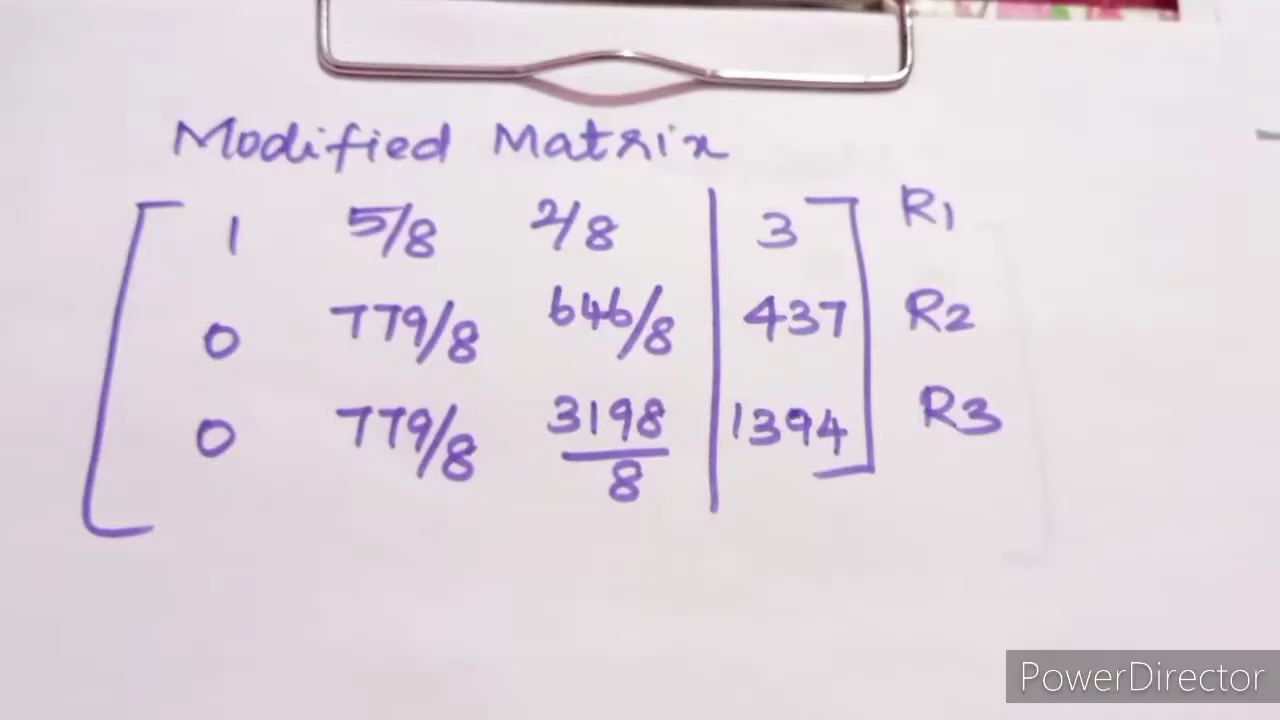 Modified Matrix
1 5/8 2/8 3 R1
0 779/8 646/8 437 R2
0 779/8 3198/8 1394 R3
PowerDirector